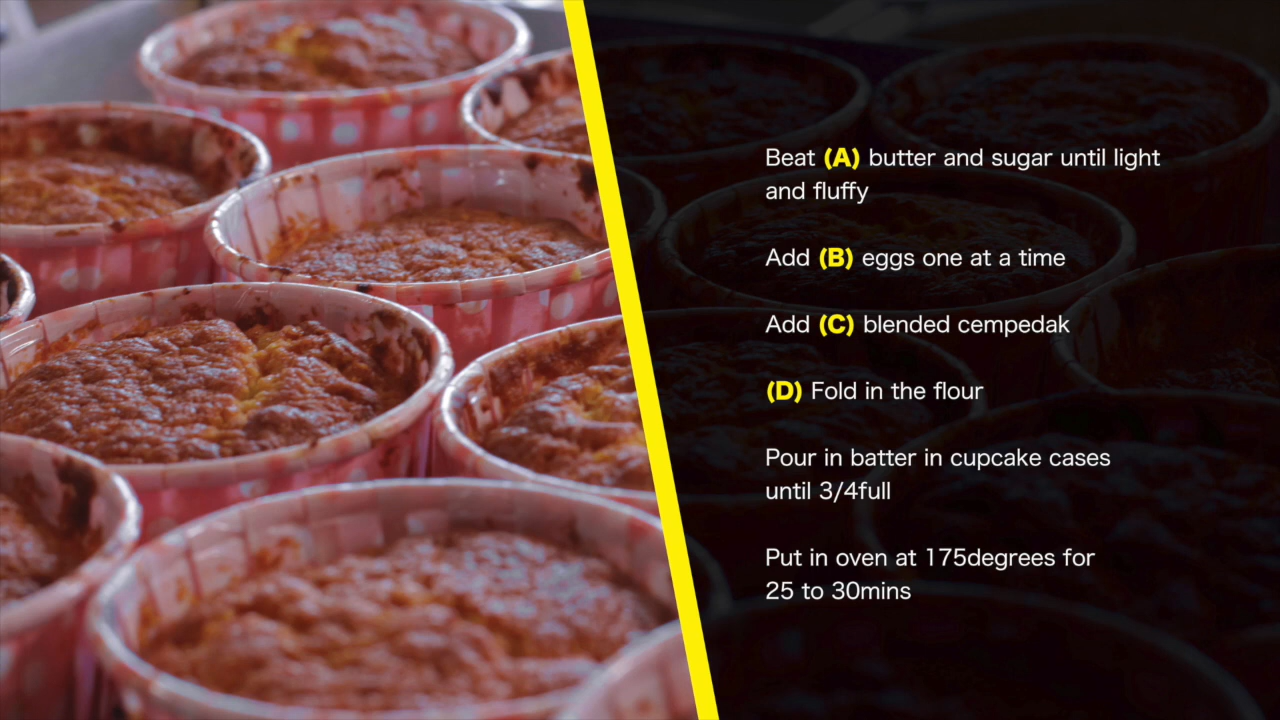 Beat (A) butter and sugar until light
and fluffy
Add (B) eggs one at a time
Add (C) blended cempedak
(D) Fold in the flour
Pour in batter in cupcake cases
until 3/4full
Put in oven at 175degrees for
25 to 30mins